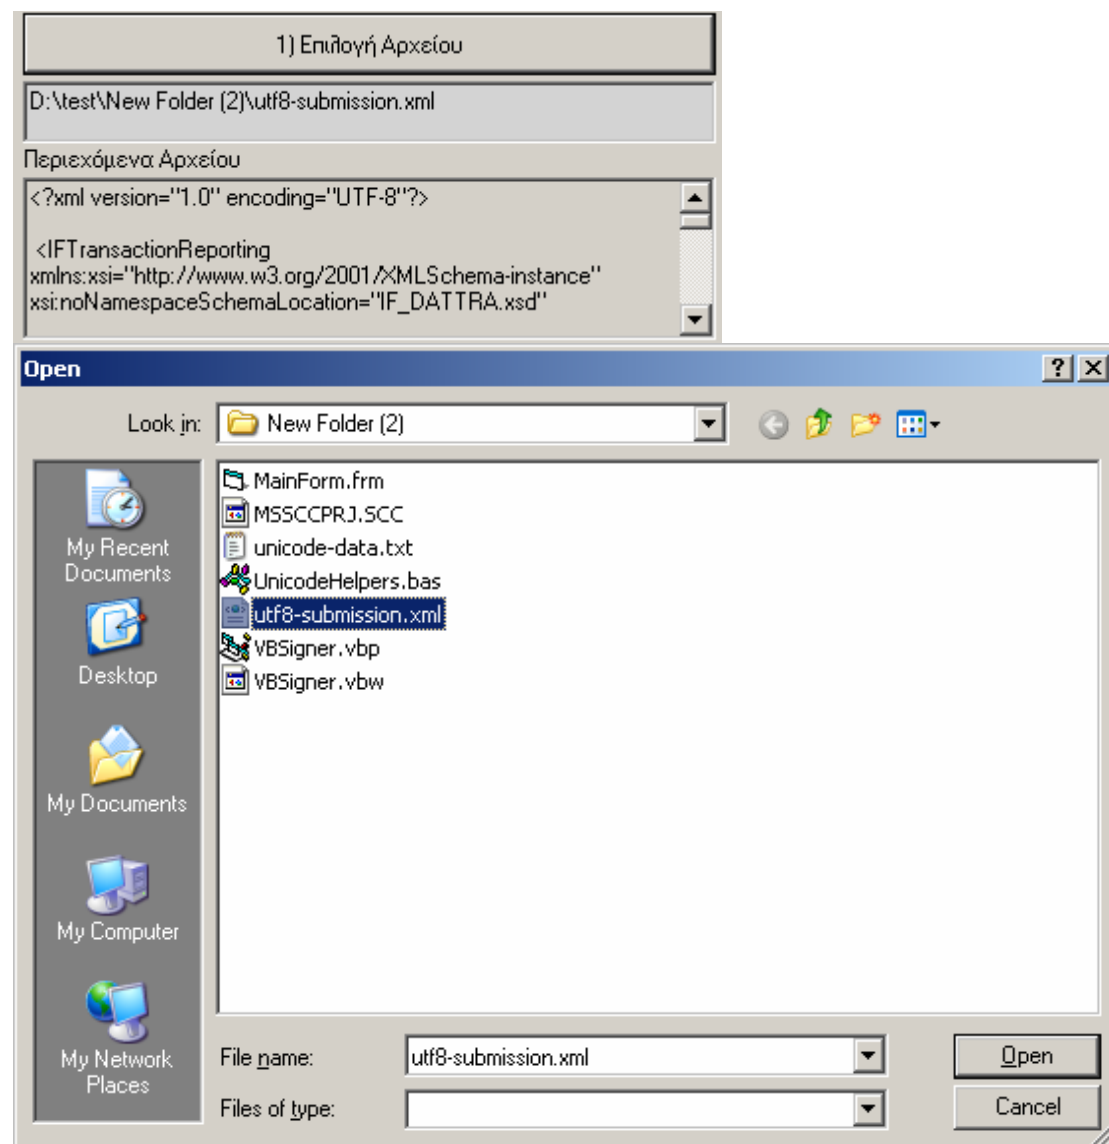 1) Επιλογή Αρχείου
D:\test\New Folder (2)\utf8-submission.xml
Περιεχόμενα Αρχείου
<?xml version="1.0" encoding="UTF-8"?>
<IFTransactionReporting
xmlns:xsi="http://www.w3.org/2001/XMLSchema-instance"
xsi:noNamespaceSchemaLocation="IF_DATTRA.xsd"
Open
Look in:
New Folder (2)
My Recent
Documents
Desktop
My Documents
My Computer
My Network
Places
MainForm.frm
MSSCCPRJ.SCC
unicode-data.txt
UnicodeHelpers.bas
utf8-submission.xml
VBSigner.vbp
VBSigner.vbw
File name:
utf8-submission.xml
Open
Files of type:
Cancel